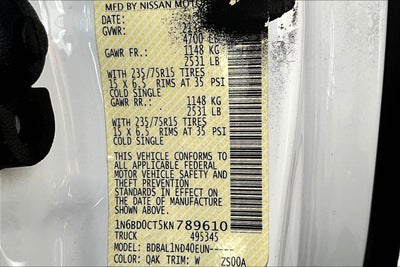 MFD BY NISSAN MOT
DATE:
GVWR:
4700 LB
GAWR FR.: 1148 KG
2531 LB
WITH 235/75R15 TIRES
15 X 6.5 RIMS AT 35 PSI
COLD SINGLE
GAWR RR.: 1148 KG
2531 LB
WITH 235/75R15 TIRES
15 X 6.5 RIMS AT 35 PSI
COLD SINGLE
THIS VEHICLE CONFORMS TO
ALL APPLICABLE FEDERAL
MOTOR VEHICLE SAFETY
AND THEFT PREVENTION
STANDARDS IN EFFECT ON
THE DATE OF MANUFACTURE
SHOWN ABOVE.
1N6BD0CT5KN789610
TRUCK 495345
MODEL: BDBAL1ND40EUN------
COLOR: QAK TRIM: W Z500A